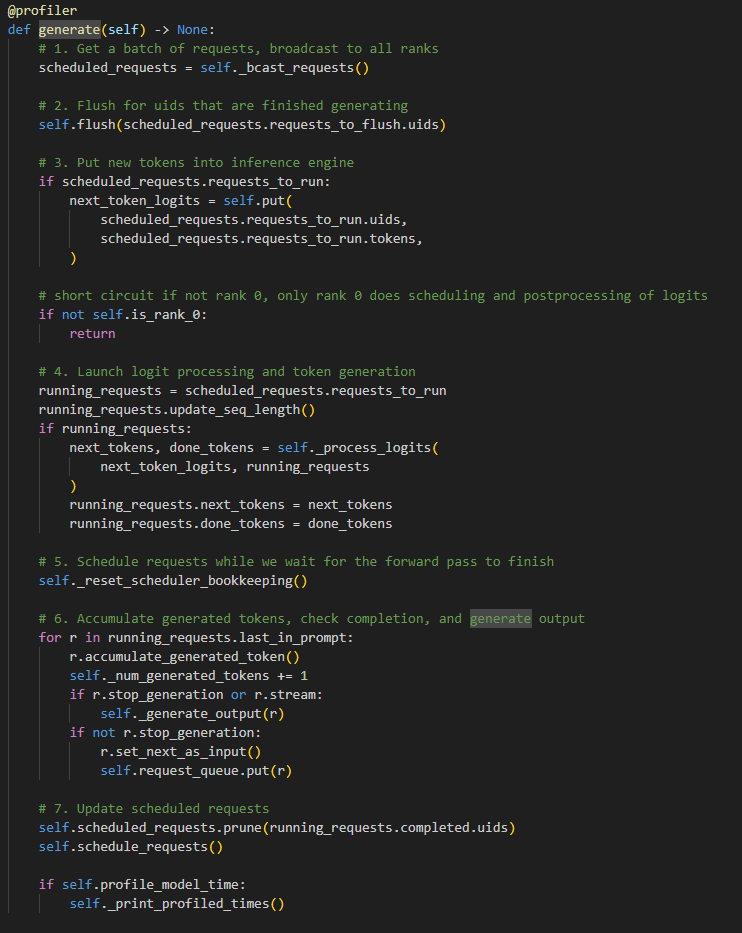 @profiler
def generate(self) -> None:
    # 1. Get a batch of requests, broadcast to all ranks
    scheduled_requests = self._bcast_requests()

    # 2. Flush for uids that are finished generating
    self.flush(scheduled_requests.requests_to_flush.uids)

    # 3. Put new tokens into inference engine
    if scheduled_requests.requests_to_run:
        next_token_logits = self.put(
            scheduled_requests.requests_to_run.uids,
            scheduled_requests.requests_to_run.tokens,
        )

    # short circuit if not rank 0, only rank 0 does scheduling and postprocessing of logits
    if not self.is_rank_0:
        return

    # 4. Launch logit processing and token generation
    running_requests = scheduled_requests.requests_to_run
    running_requests.update_seq_length()
    if running_requests:
        next_tokens, done_tokens = self._process_logits(
            next_token_logits, running_requests
        )
        running_requests.next_tokens = next_tokens
        running_requests.done_tokens = done_tokens

    # 5. Schedule requests while we wait for the forward pass to finish
    self._reset_scheduler_bookkeeping()

    # 6. Accumulate generated tokens, check completion, and generate output
    for r in running_requests.last_in_prompt:
        r.accumulate_generated_token()
        self._num_generated_tokens += 1
        if r.stop_generation or r.stream:
            self._generate_output(r)
        if not r.stop_generation:
            r.set_next_as_input()
            self.request_queue.put(r)

    # 7. Update scheduled requests
    self.scheduled_requests.prune(running_requests.completed.uids)
    self.schedule_requests()

    if self.profile_model_time:
        self._print_profiled_times()